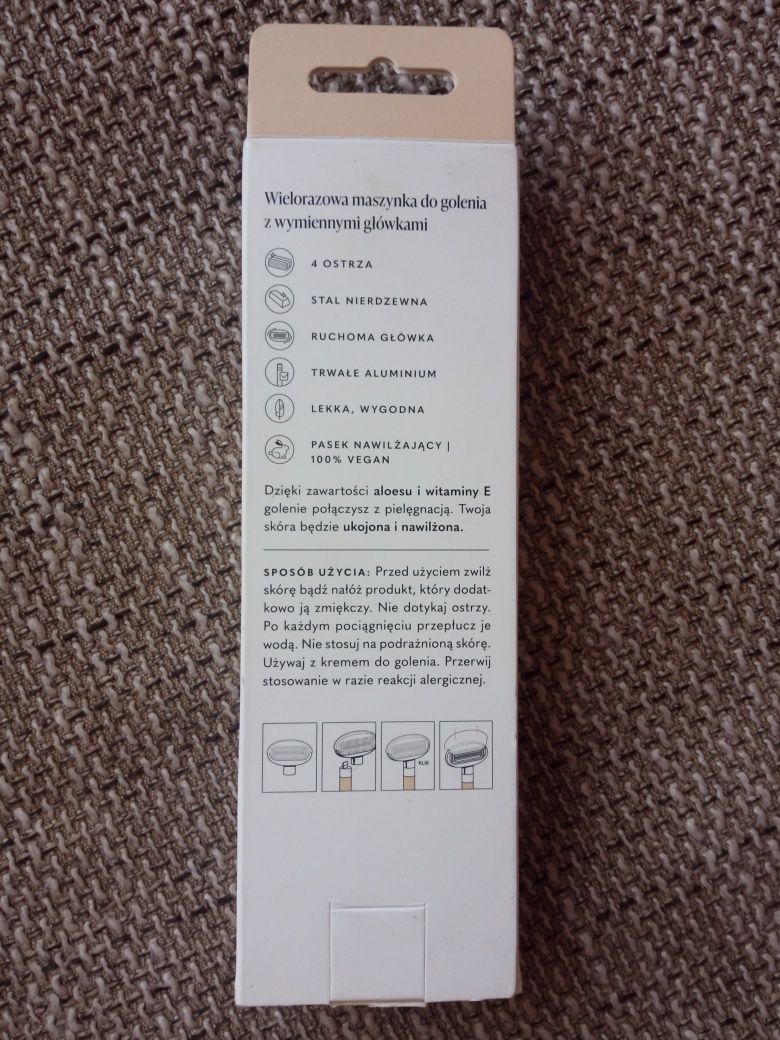 Wielorazowa maszynka do golenia
z wymiennymi główkami
4 OSTRZA
STAL NIERDZEWNA
RUCHOMA GŁÓWKA
TRWAŁE ALUMINIUM
LEKKA, WYGODNA
PASEK NAWILŻAJĄCY |
100% VEGAN
Dzięki zawartości aloesu i witaminy E
golenie połączysz z pielęgnacją. Twoja
skóra będzie ukojona i nawilżona.
SPOSÓB UŻYCIA: Przed użyciem zwilż
skórę bądź nałóż produkt, który dodat-
kowo ją zmiękczy. Nie dotykaj ostrzy.
Po każdym pociągnięciu przepłucz je
wodą. Nie stosuj na podrażnioną skórę.
Używaj z kremem do golenia. Przerwij
stosowanie w razie reakcji alergicznej.
KLIK